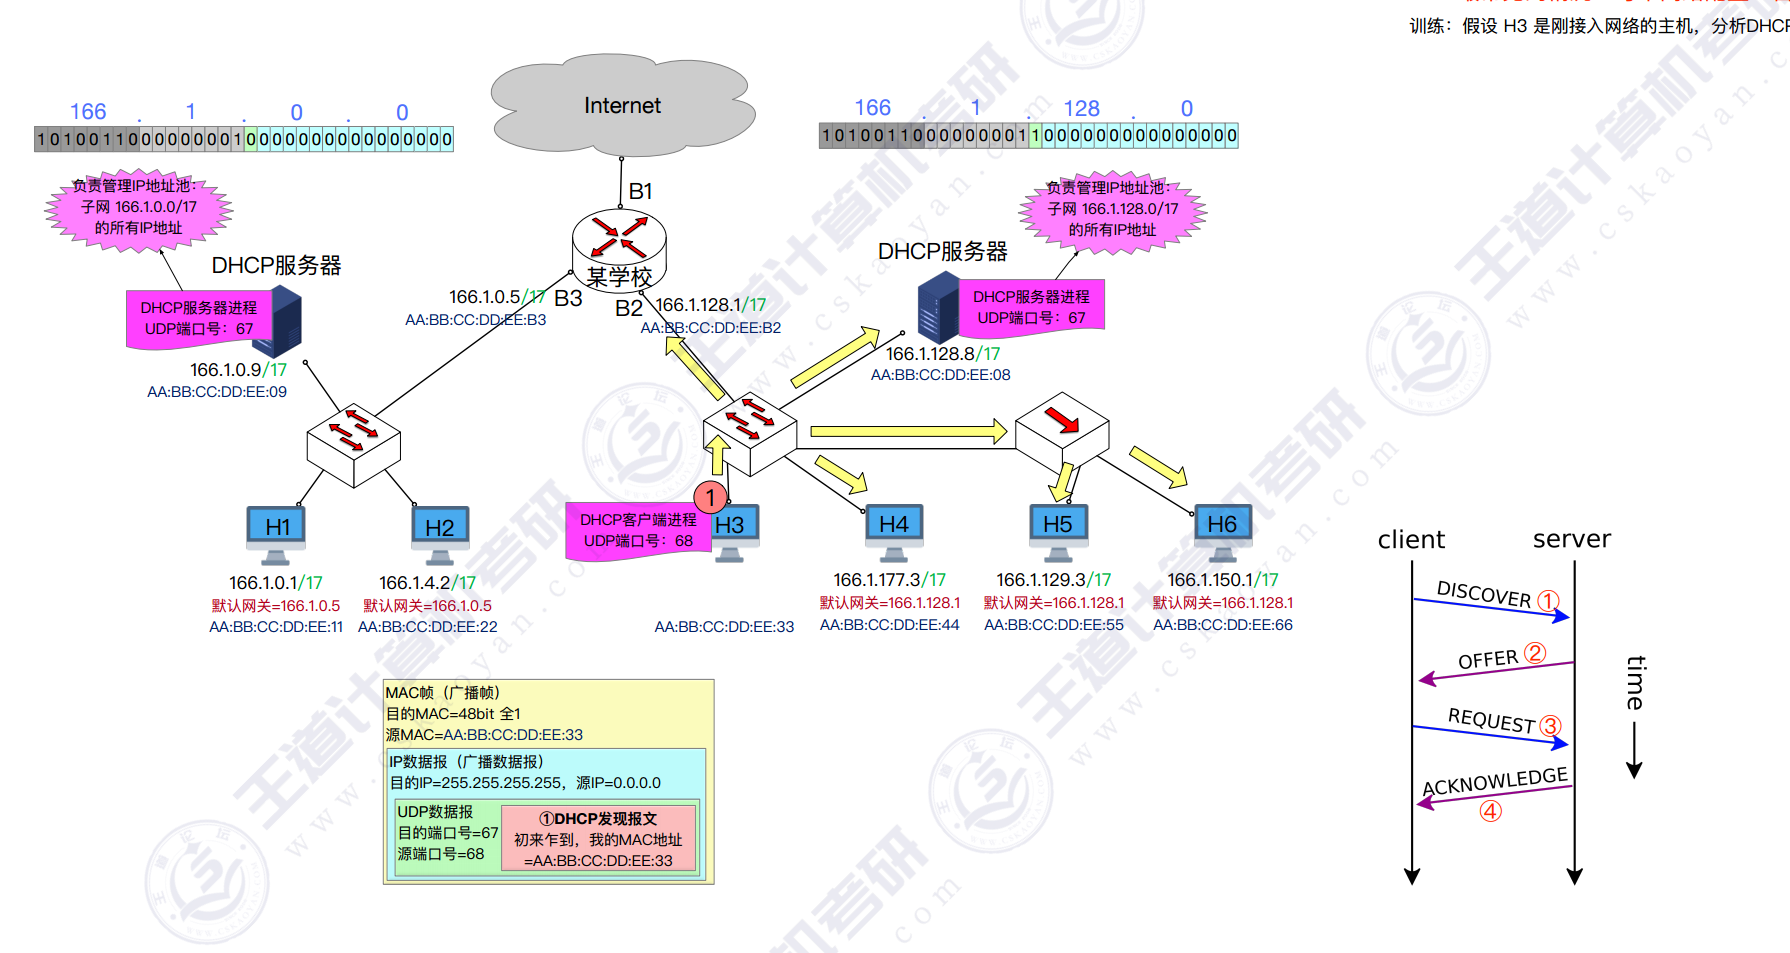 训练：假设 H3 是刚接入网络的主机，分析DHCP
166 . 1 . 0 . 0
10100110000000010000000000000000
166 . 1 . 128 . 0
10100110000000011000000000000000
Internet
B1
某学校
B3
B2
负责管理IP地址池：
子网 166.1.0.0/17
的所有IP地址
DHCP服务器
DHCP服务器进程
UDP端口号：67
166.1.0.9/17
AA:BB:CC:DD:EE:09
166.1.0.5/17
AA:BB:CC:DD:EE:B3
166.1.128.1/17
AA:BB:CC:DD:EE:B2
负责管理IP地址池：
子网 166.1.128.0/17
的所有IP地址
DHCP服务器
DHCP服务器进程
UDP端口号：67
166.1.128.8/17
AA:BB:CC:DD:EE:08
1
DHCP客户端进程
UDP端口号：68
H1
166.1.0.1/17
默认网关=166.1.0.5
AA:BB:CC:DD:EE:11
H2
166.1.4.2/17
默认网关=166.1.0.5
AA:BB:CC:DD:EE:22
H3
AA:BB:CC:DD:EE:33
H4
166.1.177.3/17
默认网关=166.1.128.1
AA:BB:CC:DD:EE:44
H5
166.1.129.3/17
默认网关=166.1.128.1
AA:BB:CC:DD:EE:55
H6
166.1.150.1/17
默认网关=166.1.128.1
AA:BB:CC:DD:EE:66
MAC帧（广播帧）
目的MAC=48bit 全1
源MAC=AA:BB:CC:DD:EE:33
IP数据报（广播数据报）
目的IP=255.255.255.255，源IP=0.0.0.0
UDP数据报
目的端口号=67
源端口号=68
①DHCP发现报文
初来乍到，我的MAC地址
=AA:BB:CC:DD:EE:33
client
server
DISCOVER ①
OFFER ②
REQUEST ③
ACKNOWLEDGE
④
time
王道计算机考研
www.cskaoyan.com